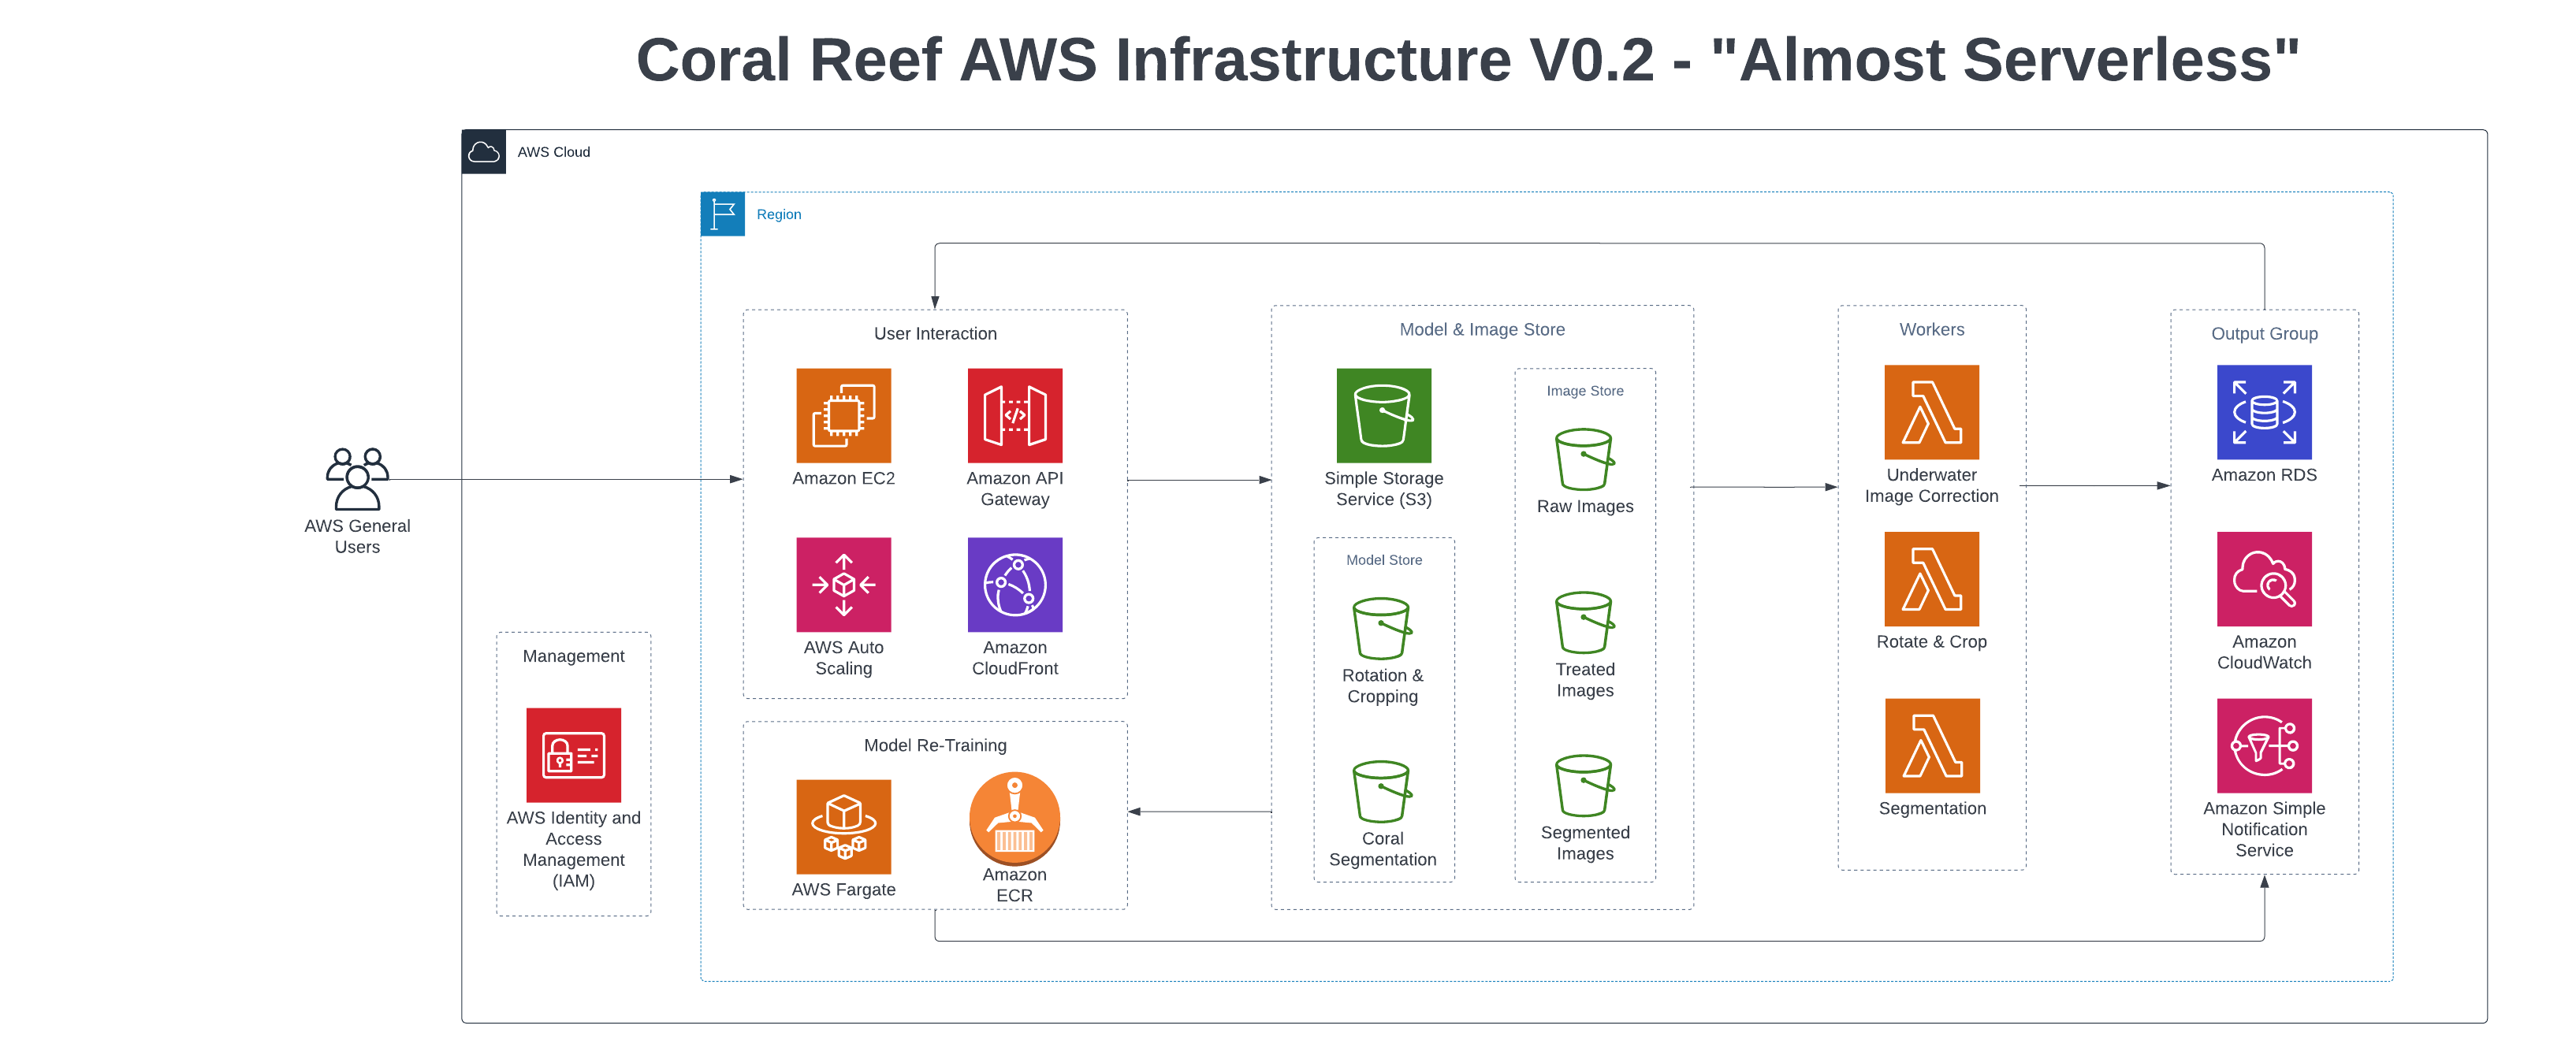 Coral Reef AWS Infrastructure V0.2 - "Almost Serverless"
AWS Cloud
Region
AWS General
Users
Management
AWS Identity and
Access
Management
(IAM)
User Interaction
Amazon EC2
Amazon API
Gateway
AWS Auto
Scaling
Amazon
CloudFront
Model Re-Training
AWS Fargate
Amazon
ECR
Model & Image Store
Simple Storage
Service (S3)
Model Store
Rotation &
Cropping
Coral
Segmentation
Image Store
Raw Images
Treated
Images
Segmented
Images
Workers
Underwater
Image Correction
Rotate & Crop
Segmentation
Output Group
Amazon RDS
Amazon
CloudWatch
Amazon Simple
Notification
Service